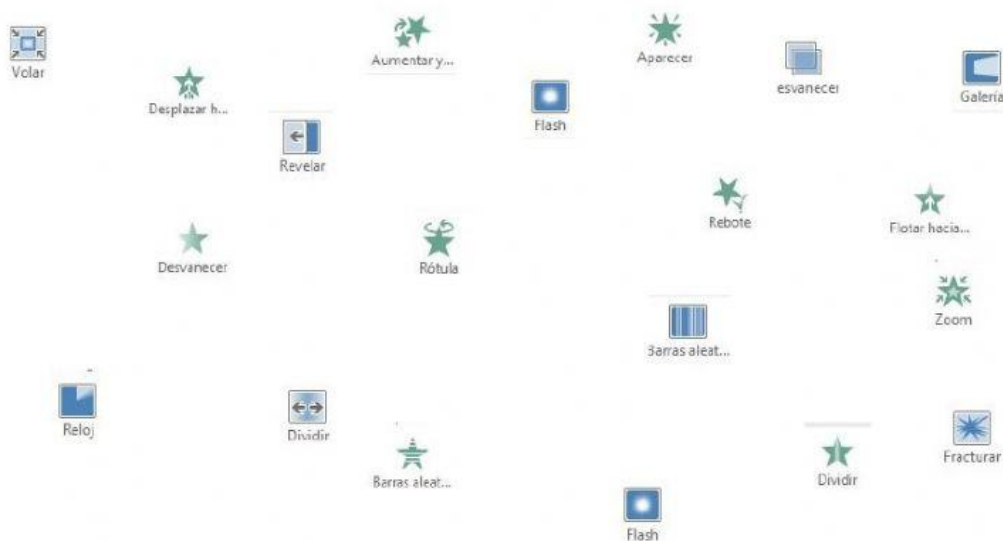 Aumentar y...
Aparecer
Volar
esvanecer
Galería
Desplazar h...
Flash
Revelar
Rebote
Flotar hacia...
Desvanecer
Rótula
Zoom
Barras aleat...
Reloj
Dividir
Fracturar
Barras aleat...
Dividir
Flash